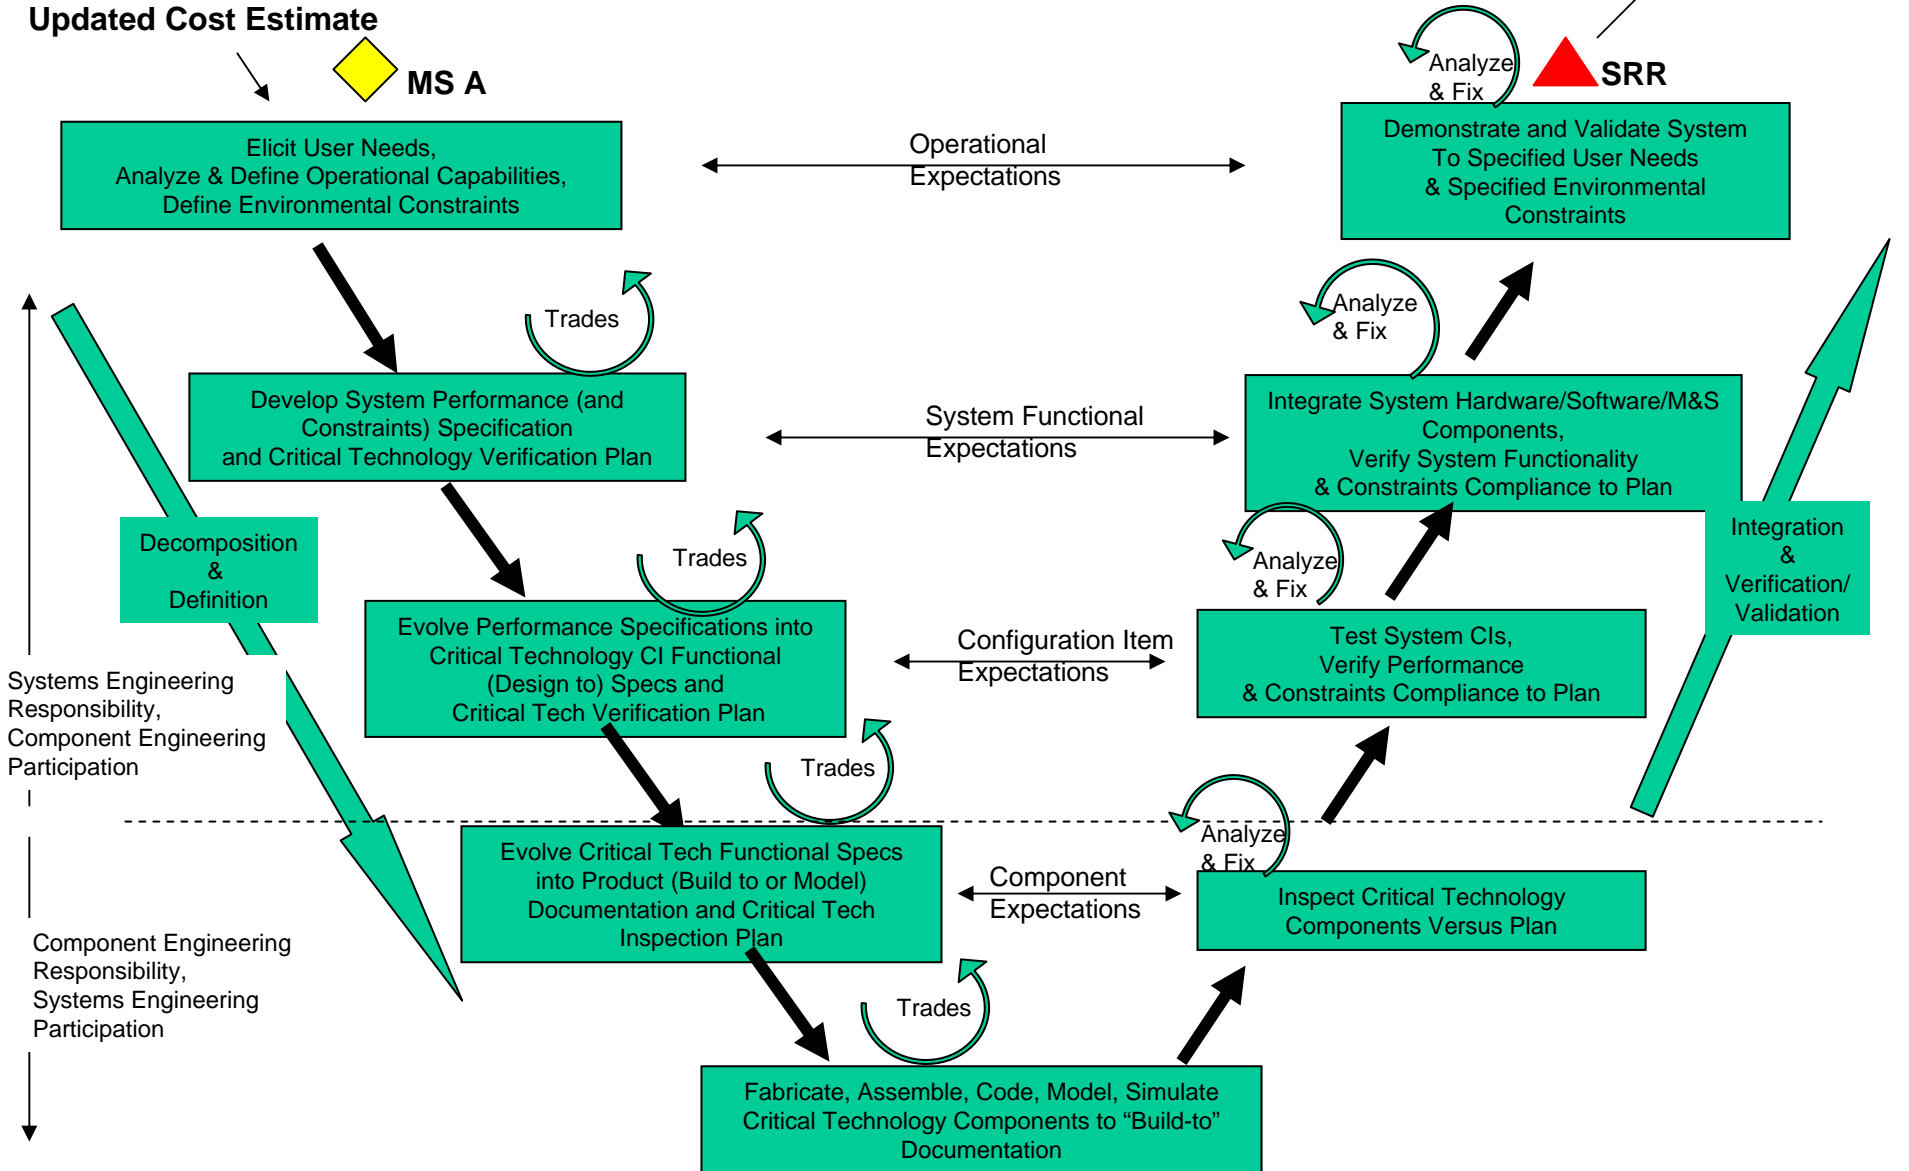 Updated Cost Estimate
MS A
Analyze
& Fix
SRR
Elicit User Needs,
Analyze & Define Operational Capabilities,
Define Environmental Constraints
Operational
Expectations
Demonstrate and Validate System
To Specified User Needs
& Specified Environmental
Constraints
Trades
Analyze
& Fix
Develop System Performance (and
Constraints) Specification
and Critical Technology Verification Plan
System Functional
Expectations
Integrate System Hardware/Software/M&S
Components,
Verify System Functionality
& Constraints Compliance to Plan
Decomposition
&
Definition
Trades
Analyze
& Fix
Integration
&
Verification/
Validation
Evolve Performance Specifications into
Critical Technology CI Functional
(Design to) Specs and
Critical Tech Verification Plan
Configuration Item
Expectations
Test System CIs,
Verify Performance
& Constraints Compliance to Plan
Systems Engineering
Responsibility,
Component Engineering
Participation
Trades
Analyze
& Fix
Evolve Critical Tech Functional Specs
into Product (Build to or Model)
Documentation and Critical Tech
Inspection Plan
Component
Expectations
Inspect Critical Technology
Components Versus Plan
Component Engineering
Responsibility,
Systems Engineering
Participation
Trades
Fabricate, Assemble, Code, Model, Simulate
Critical Technology Components to “Build-to”
Documentation